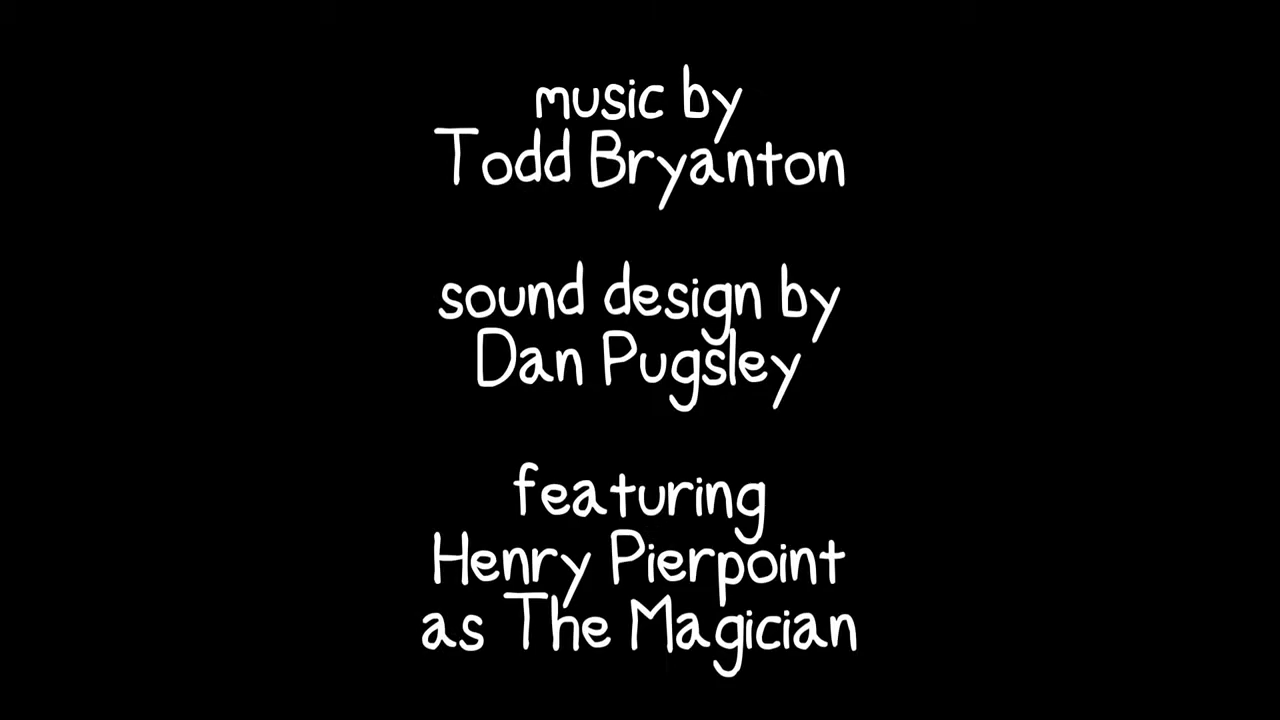 music by
Todd Bryanton
sound design by
Dan Pugsley
featuring
Henry Pierpoint
as The Magician